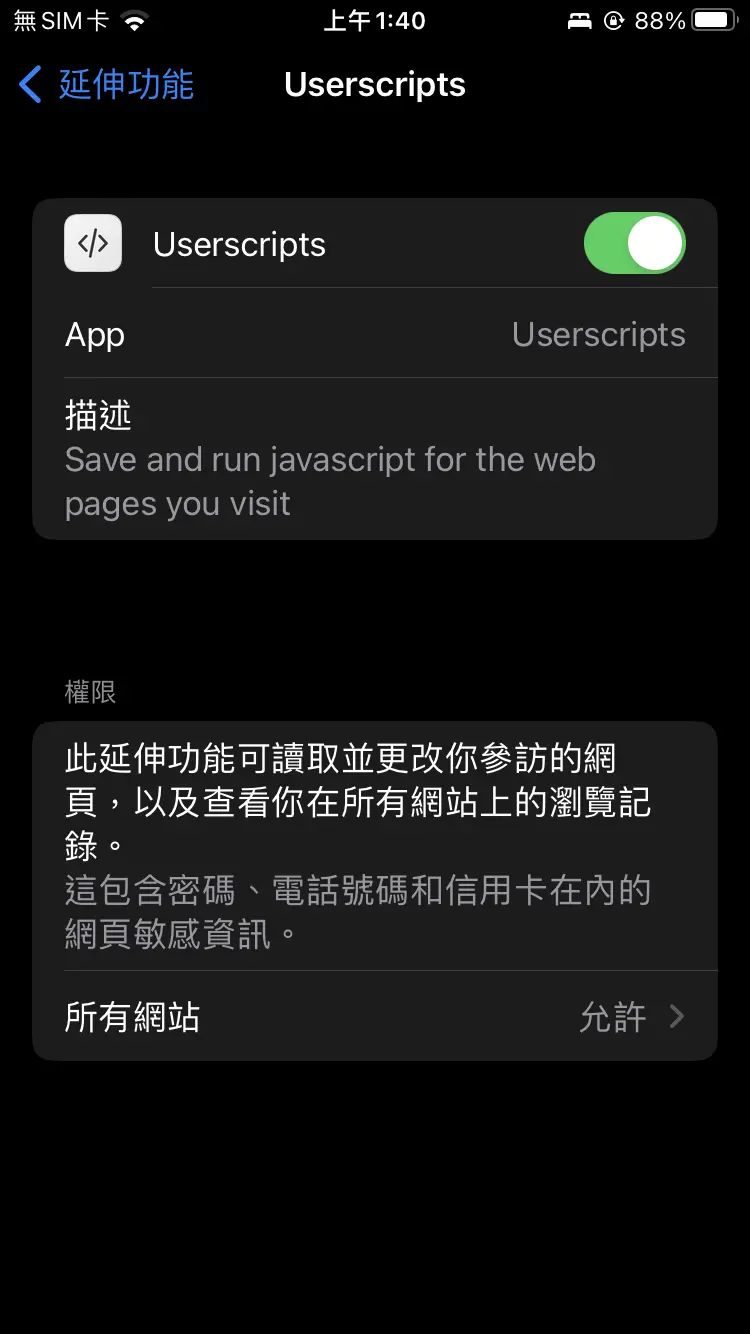 無SIM卡 上午1:40 88%
延伸功能 Userscripts
Userscripts
App Userscripts
描述
Save and run javascript for the web
pages you visit
權限
此延伸功能可讀取並更改你參訪的網
頁，以及查看你在所有網站上的瀏覽記
錄。
這包含密碼、電話號碼和信用卡在內的
網頁敏感資訊。
所有網站 允許